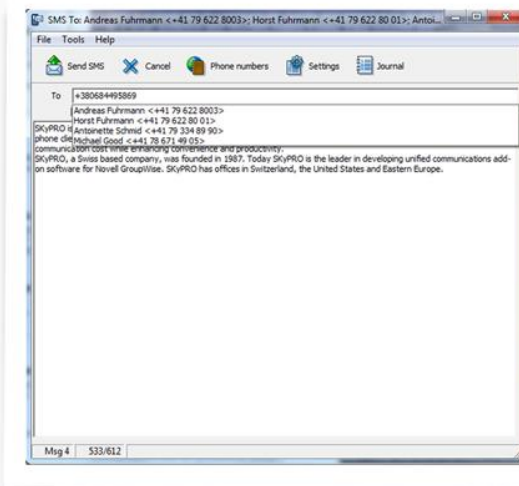 SMS To: Andreas Fuhrmann <+41 79 622 8003>; Horst Fuhrmann <+41 79 622 80 01>; Antoi...
File Tools Help
Send SMS Cancel Phone numbers Settings Journal
To +380684495869
Andreas Fuhrmann <+41 79 622 8003>
Horst Fuhrmann <+41 79 622 80 01>
SKyPRO is Antoinette Schmid <+41 79 334 89 90>
phone clie Michael Good <+41 78 671 49 05>
communication cost while enhancing convenience and productivity.
SKyPRO, a Swiss based company, was founded in 1987. Today SKyPRO is the leader in developing unified communications add-
on software for Novell GroupWise. SKyPRO has offices in Switzerland, the United States and Eastern Europe.
Msg 4 533/612